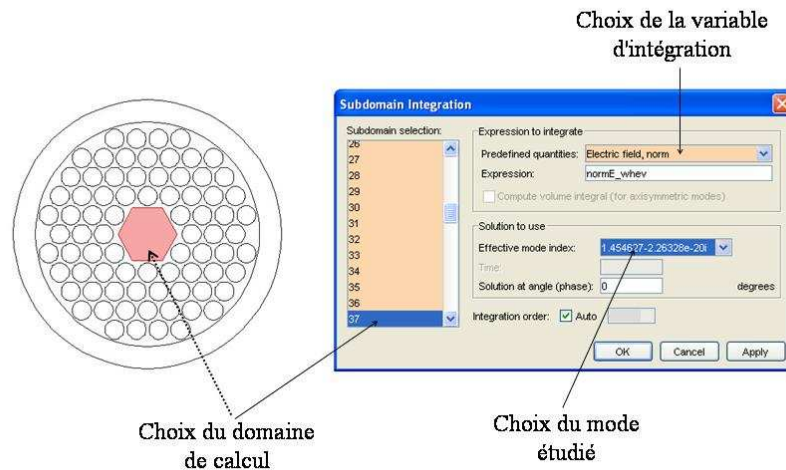 Choix de la variable
d'intégration
Subdomain Integration
Subdomain selection:
26
27
28
29
30
31
32
33
34
35
36
37
Expression to integrate
Predefined quantities: Electric field, norm
Expression: normE_whev
Compute volume integral (for axisymmetric modes)
Solution to use
Effective mode index: 1.454627-2.26328e-20i
Time:
Solution at angle (phase): 0 degrees
Integration order: Auto
OK Cancel Apply
Choix du domaine
de calcul
Choix du mode
étudié